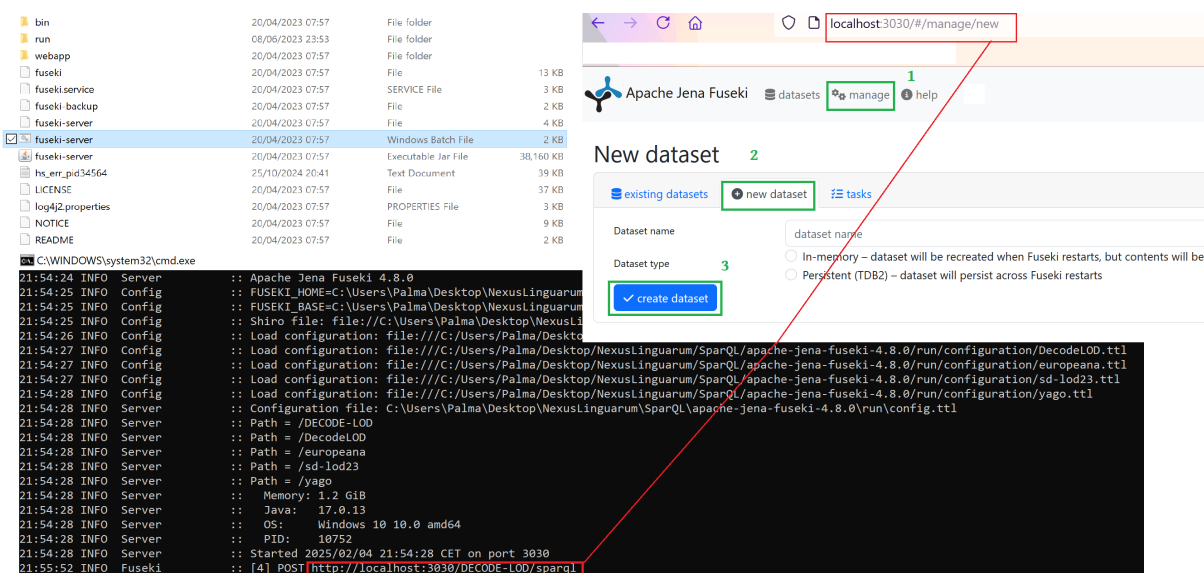 bin 20/04/2023 07:57 File folder
run 08/06/2023 23:53 File folder
webapp 20/04/2023 07:57 File folder
fuseki 20/04/2023 07:57 File 13 KB
fuseki.service 20/04/2023 07:57 SERVICE File 3 KB
fuseki-backup 20/04/2023 07:57 File 2 KB
fuseki-server 20/04/2023 07:57 File 4 KB
fuseki-server 20/04/2023 07:57 Windows Batch File 2 KB
fuseki-server 20/04/2023 07:57 Executable Jar File 38,160 KB
hs_err_pid34564 25/10/2024 20:41 Text Document 39 KB
LICENSE 20/04/2023 07:57 File 37 KB
log4j2.properties 20/04/2023 07:57 PROPERTIES File 3 KB
NOTICE 20/04/2023 07:57 File 9 KB
README 20/04/2023 07:57 File 2 KB
localhost:3030/#/manage/new
1
Apache Jena Fuseki datasets manage help
New dataset 2
existing datasets new dataset tasks
Dataset name dataset name
Dataset type In-memory – dataset will be recreated when Fuseki restarts, but contents will be
3 Persistent (TDB2) – dataset will persist across Fuseki restarts
create dataset
C:\WINDOWS\system32\cmd.exe
21:54:24 INFO Server :: Apache Jena Fuseki 4.8.0
21:54:25 INFO Config :: FUSEKI_HOME=C:\Users\Palma\Desktop\NexusLinguarum
21:54:25 INFO Config :: FUSEKI_BASE=C:\Users\Palma\Desktop\NexusLinguarum
21:54:25 INFO Config :: Shiro file: file://C:\Users\Palma\Desktop\NexusLi
21:54:26 INFO Config :: Load configuration: file:///C:/Users/Palma/Desktop/NexusLinguarum/SparQL/apache-jena-fuseki-4.8.0/run/configuration/DecodeLOD.ttl
21:54:27 INFO Config :: Load configuration: file:///C:/Users/Palma/Desktop/NexusLinguarum/SparQL/apache-jena-fuseki-4.8.0/run/configuration/europeana.ttl
21:54:27 INFO Config :: Load configuration: file:///C:/Users/Palma/Desktop/NexusLinguarum/SparQL/apache-jena-fuseki-4.8.0/run/configuration/sd-lod23.ttl
21:54:27 INFO Config :: Load configuration: file:///C:/Users/Palma/Desktop/NexusLinguarum/SparQL/apache-jena-fuseki-4.8.0/run/configuration/yago.ttl
21:54:28 INFO Server :: Configuration file: C:\Users\Palma\Desktop\NexusLinguarum\SparQL\apache-jena-fuseki-4.8.0\run\config.ttl
21:54:28 INFO Server :: Path = /DECODE-LOD
21:54:28 INFO Server :: Path = /DecodeLOD
21:54:28 INFO Server :: Path = /europeana
21:54:28 INFO Server :: Path = /sd-lod23
21:54:28 INFO Server :: Path = /yago
21:54:28 INFO Server :: Memory: 1.2 GiB
21:54:28 INFO Server :: Java: 17.0.13
21:54:28 INFO Server :: OS: Windows 10 10.0 amd64
21:54:28 INFO Server :: PID: 10752
21:54:28 INFO Server :: Started 2025/02/04 21:54:28 CET on port 3030
21:55:52 INFO Fuseki :: [4] POST http://localhost:3030/DECODE-LOD/sparql